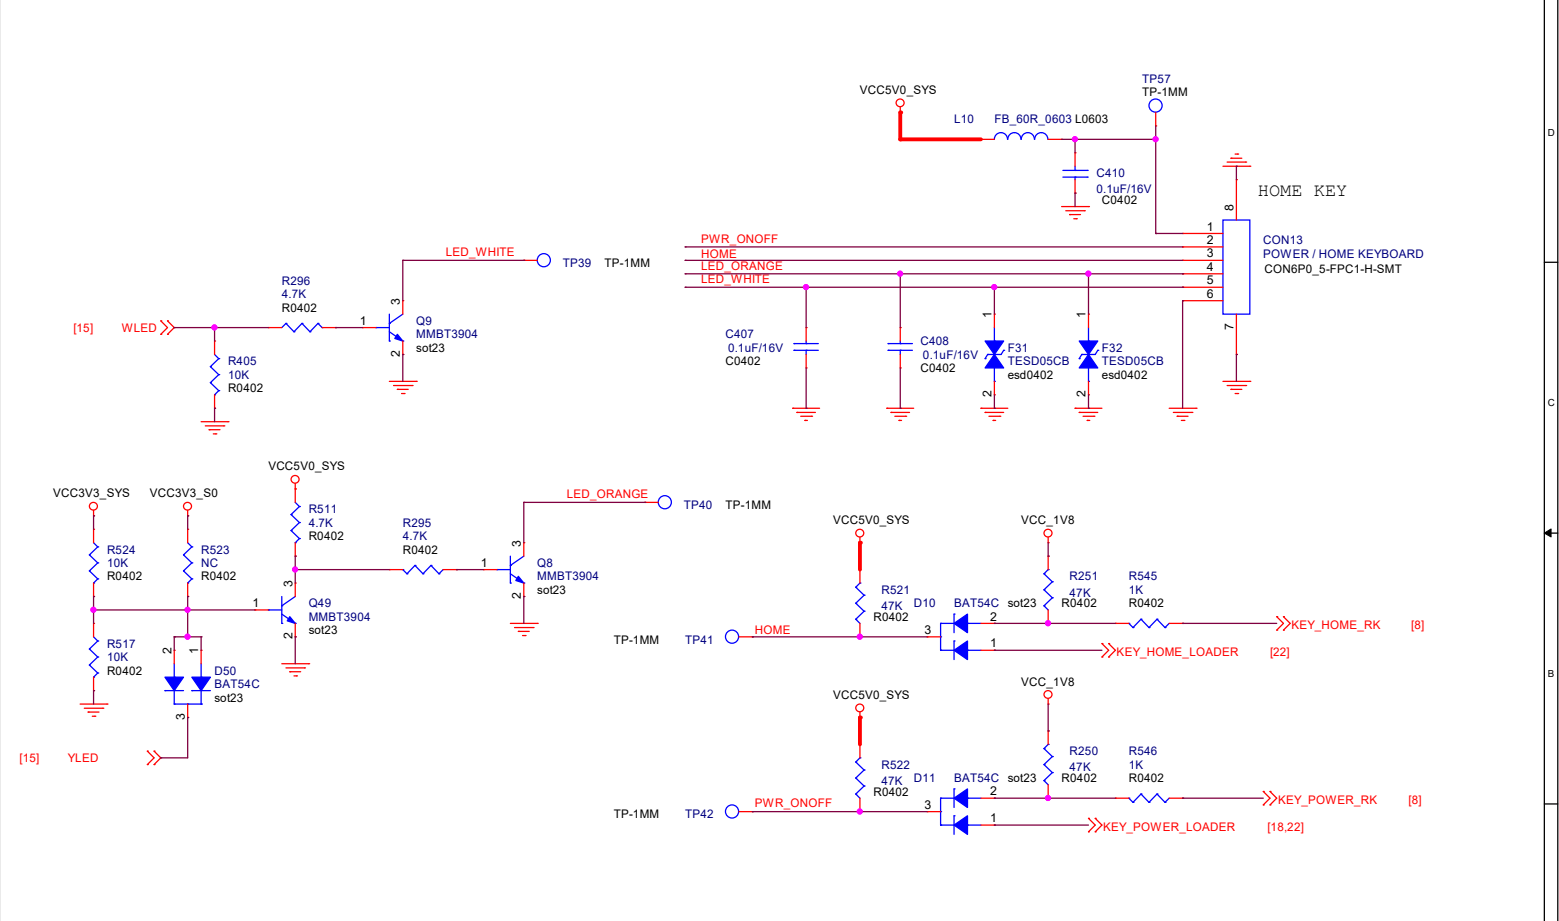 TP57
TP-1MM
VCC5V0_SYS
L10 FB_60R_0603 L0603
D
C410
0.1uF/16V
C0402
HOME KEY
8
1
2
3
4
5
6
7
CON13
POWER / HOME KEYBOARD
CON6P0_5-FPC1-H-SMT
PWR_ONOFF
HOME
LED_ORANGE
LED_WHITE
LED_WHITE
TP39 TP-1MM
R296
4.7K
R0402
[15] WLED
1
3
2
Q9
MMBT3904
sot23
R405
10K
R0402
C407
0.1uF/16V
C0402
C408
0.1uF/16V
C0402
1
F31
TESD05CB
esd0402
2
1
F32
TESD05CB
esd0402
2
C
VCC5V0_SYS
VCC3V3_SYS
VCC3V3_S0
R511
4.7K
R0402
LED_ORANGE
TP40 TP-1MM
R295
4.7K
R0402
R524
10K
R0402
R523
NC
R0402
1
3
2
Q8
MMBT3904
sot23
1
3
2
Q49
MMBT3904
sot23
R517
10K
R0402
2
1
D50
BAT54C
sot23
3
[15] YLED
VCC5V0_SYS
VCC_1V8
R521
47K
R0402
D10 BAT54C sot23
R251
47K
R0402
R545
1K
R0402
TP-1MM TP41 HOME
3
2
1
KEY_HOME_RK [8]
KEY_HOME_LOADER [22]
B
VCC5V0_SYS
VCC_1V8
R522
47K
R0402
D11 BAT54C sot23
R250
47K
R0402
R546
1K
R0402
TP-1MM TP42 PWR_ONOFF
3
2
1
KEY_POWER_RK [8]
KEY_POWER_LOADER [18,22]